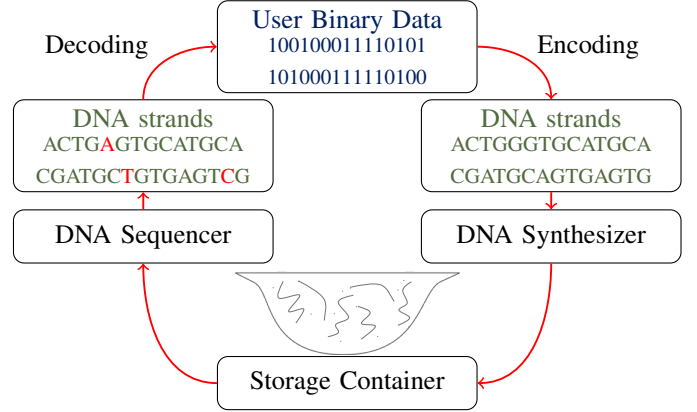 User Binary Data
100100011110101
101000111110100
Decoding
Encoding
DNA strands
ACTGAGTGCATGCA
CGATGCTGTGAGTCG
DNA strands
ACTGGGTGCATGCA
CGATGCAGTGAGTG
DNA Sequencer
DNA Synthesizer
Storage Container